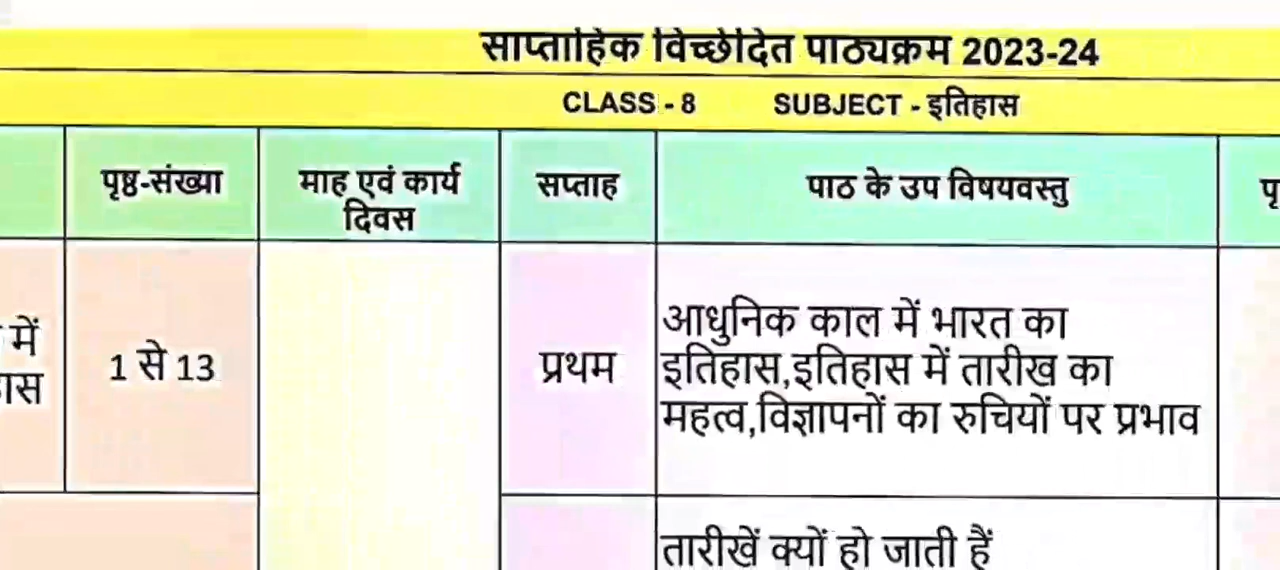 साप्ताहिक विच्छेदित पाठ्यक्रम 2023-24
CLASS - 8 SUBJECT - इतिहास
पृष्ठ-संख्या माह एवं कार्य दिवस सप्ताह पाठ के उप विषयवस्तु
में
1 से 13
प्रथम
आधुनिक काल में भारत का
इतिहास,इतिहास में तारीख का
महत्व,विज्ञापनों का रुचियों पर प्रभाव
तारीखें क्यों हो जाती हैं